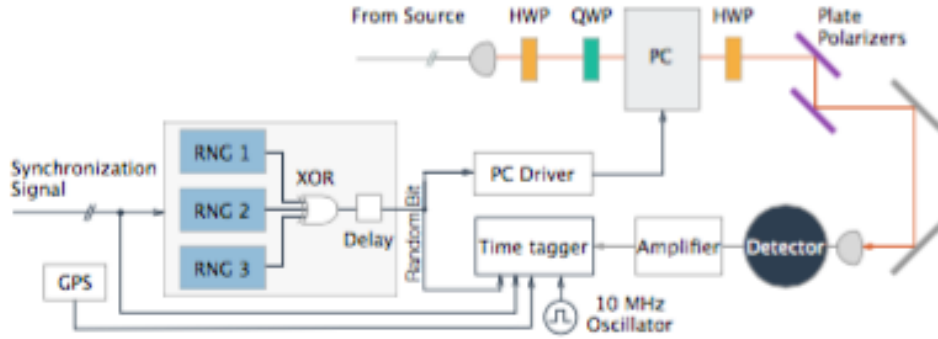 From Source
HWP
QWP
PC
HWP
Plate
Polarizers
Synchronization
Signal
RNG 1
RNG 2
RNG 3
XOR
Delay
Random Bit
PC Driver
Time tagger
Amplifier
Detector
GPS
10 MHz
Oscillator